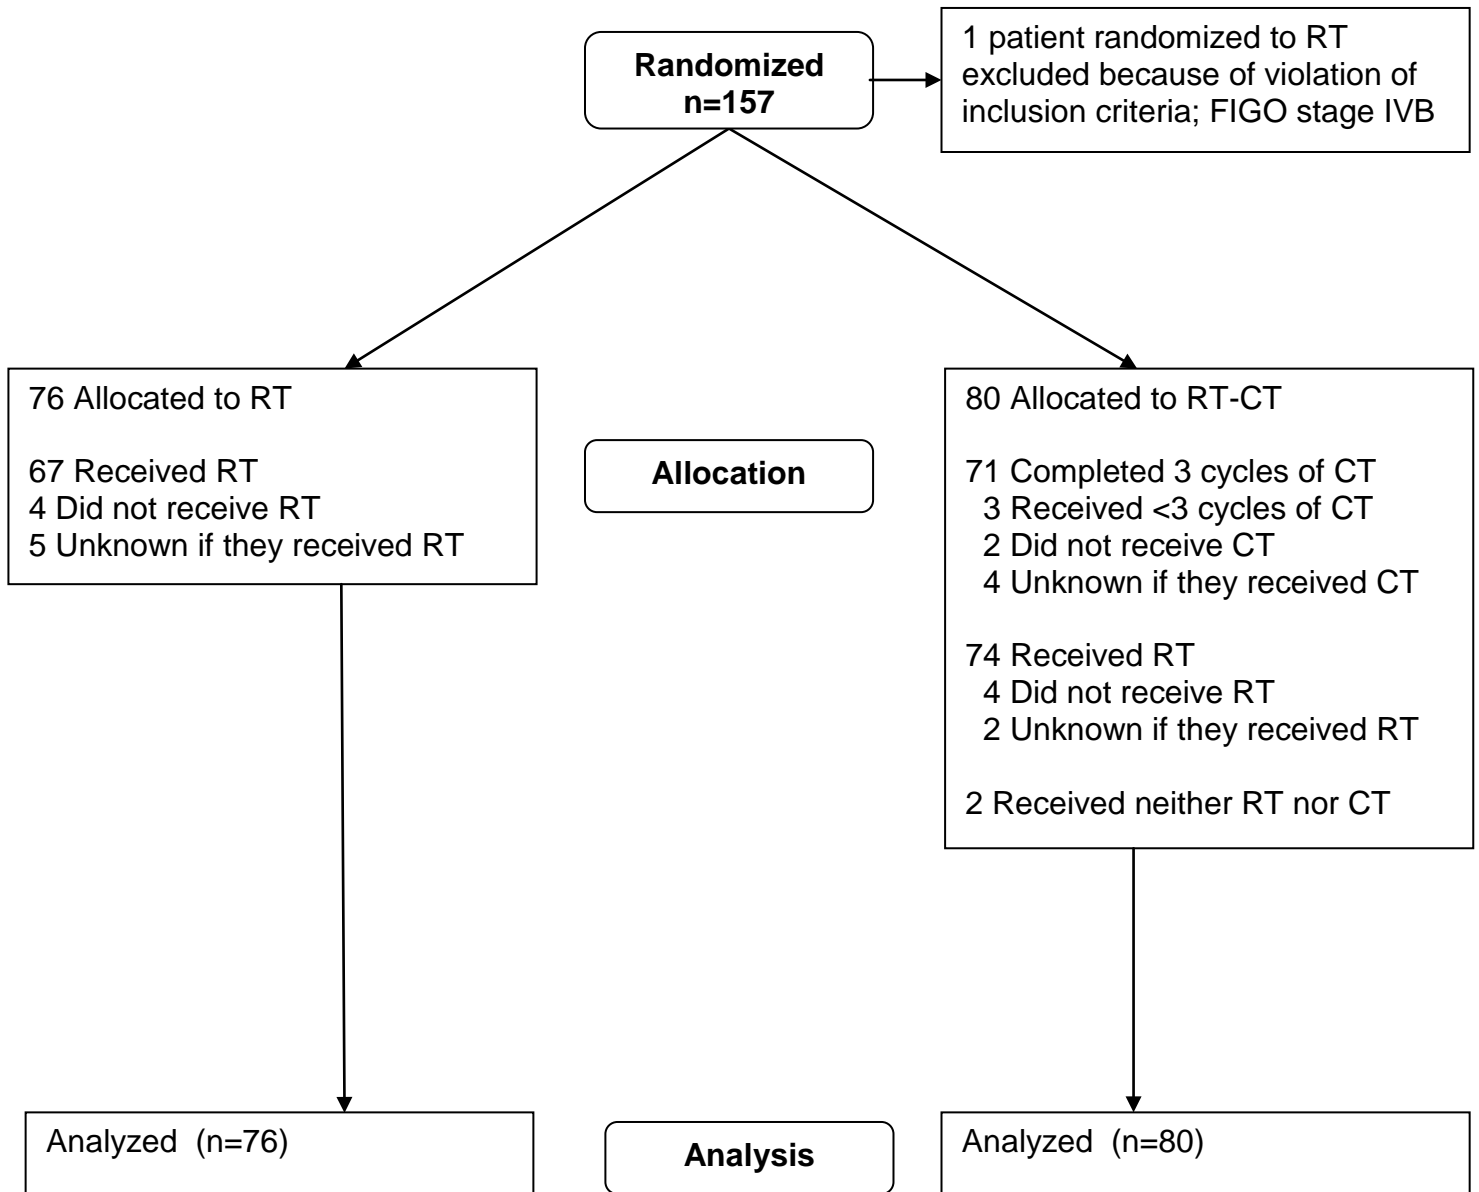 Randomized
n=157
1 patient randomized to RT
excluded because of violation of
inclusion criteria; FIGO stage IVB
76 Allocated to RT
67 Received RT
4 Did not receive RT
5 Unknown if they received RT
Allocation
80 Allocated to RT-CT
71 Completed 3 cycles of CT
3 Received <3 cycles of CT
2 Did not receive CT
4 Unknown if they received CT
74 Received RT
4 Did not receive RT
2 Unknown if they received RT
2 Received neither RT nor CT
Analyzed (n=76)
Analysis
Analyzed (n=80)